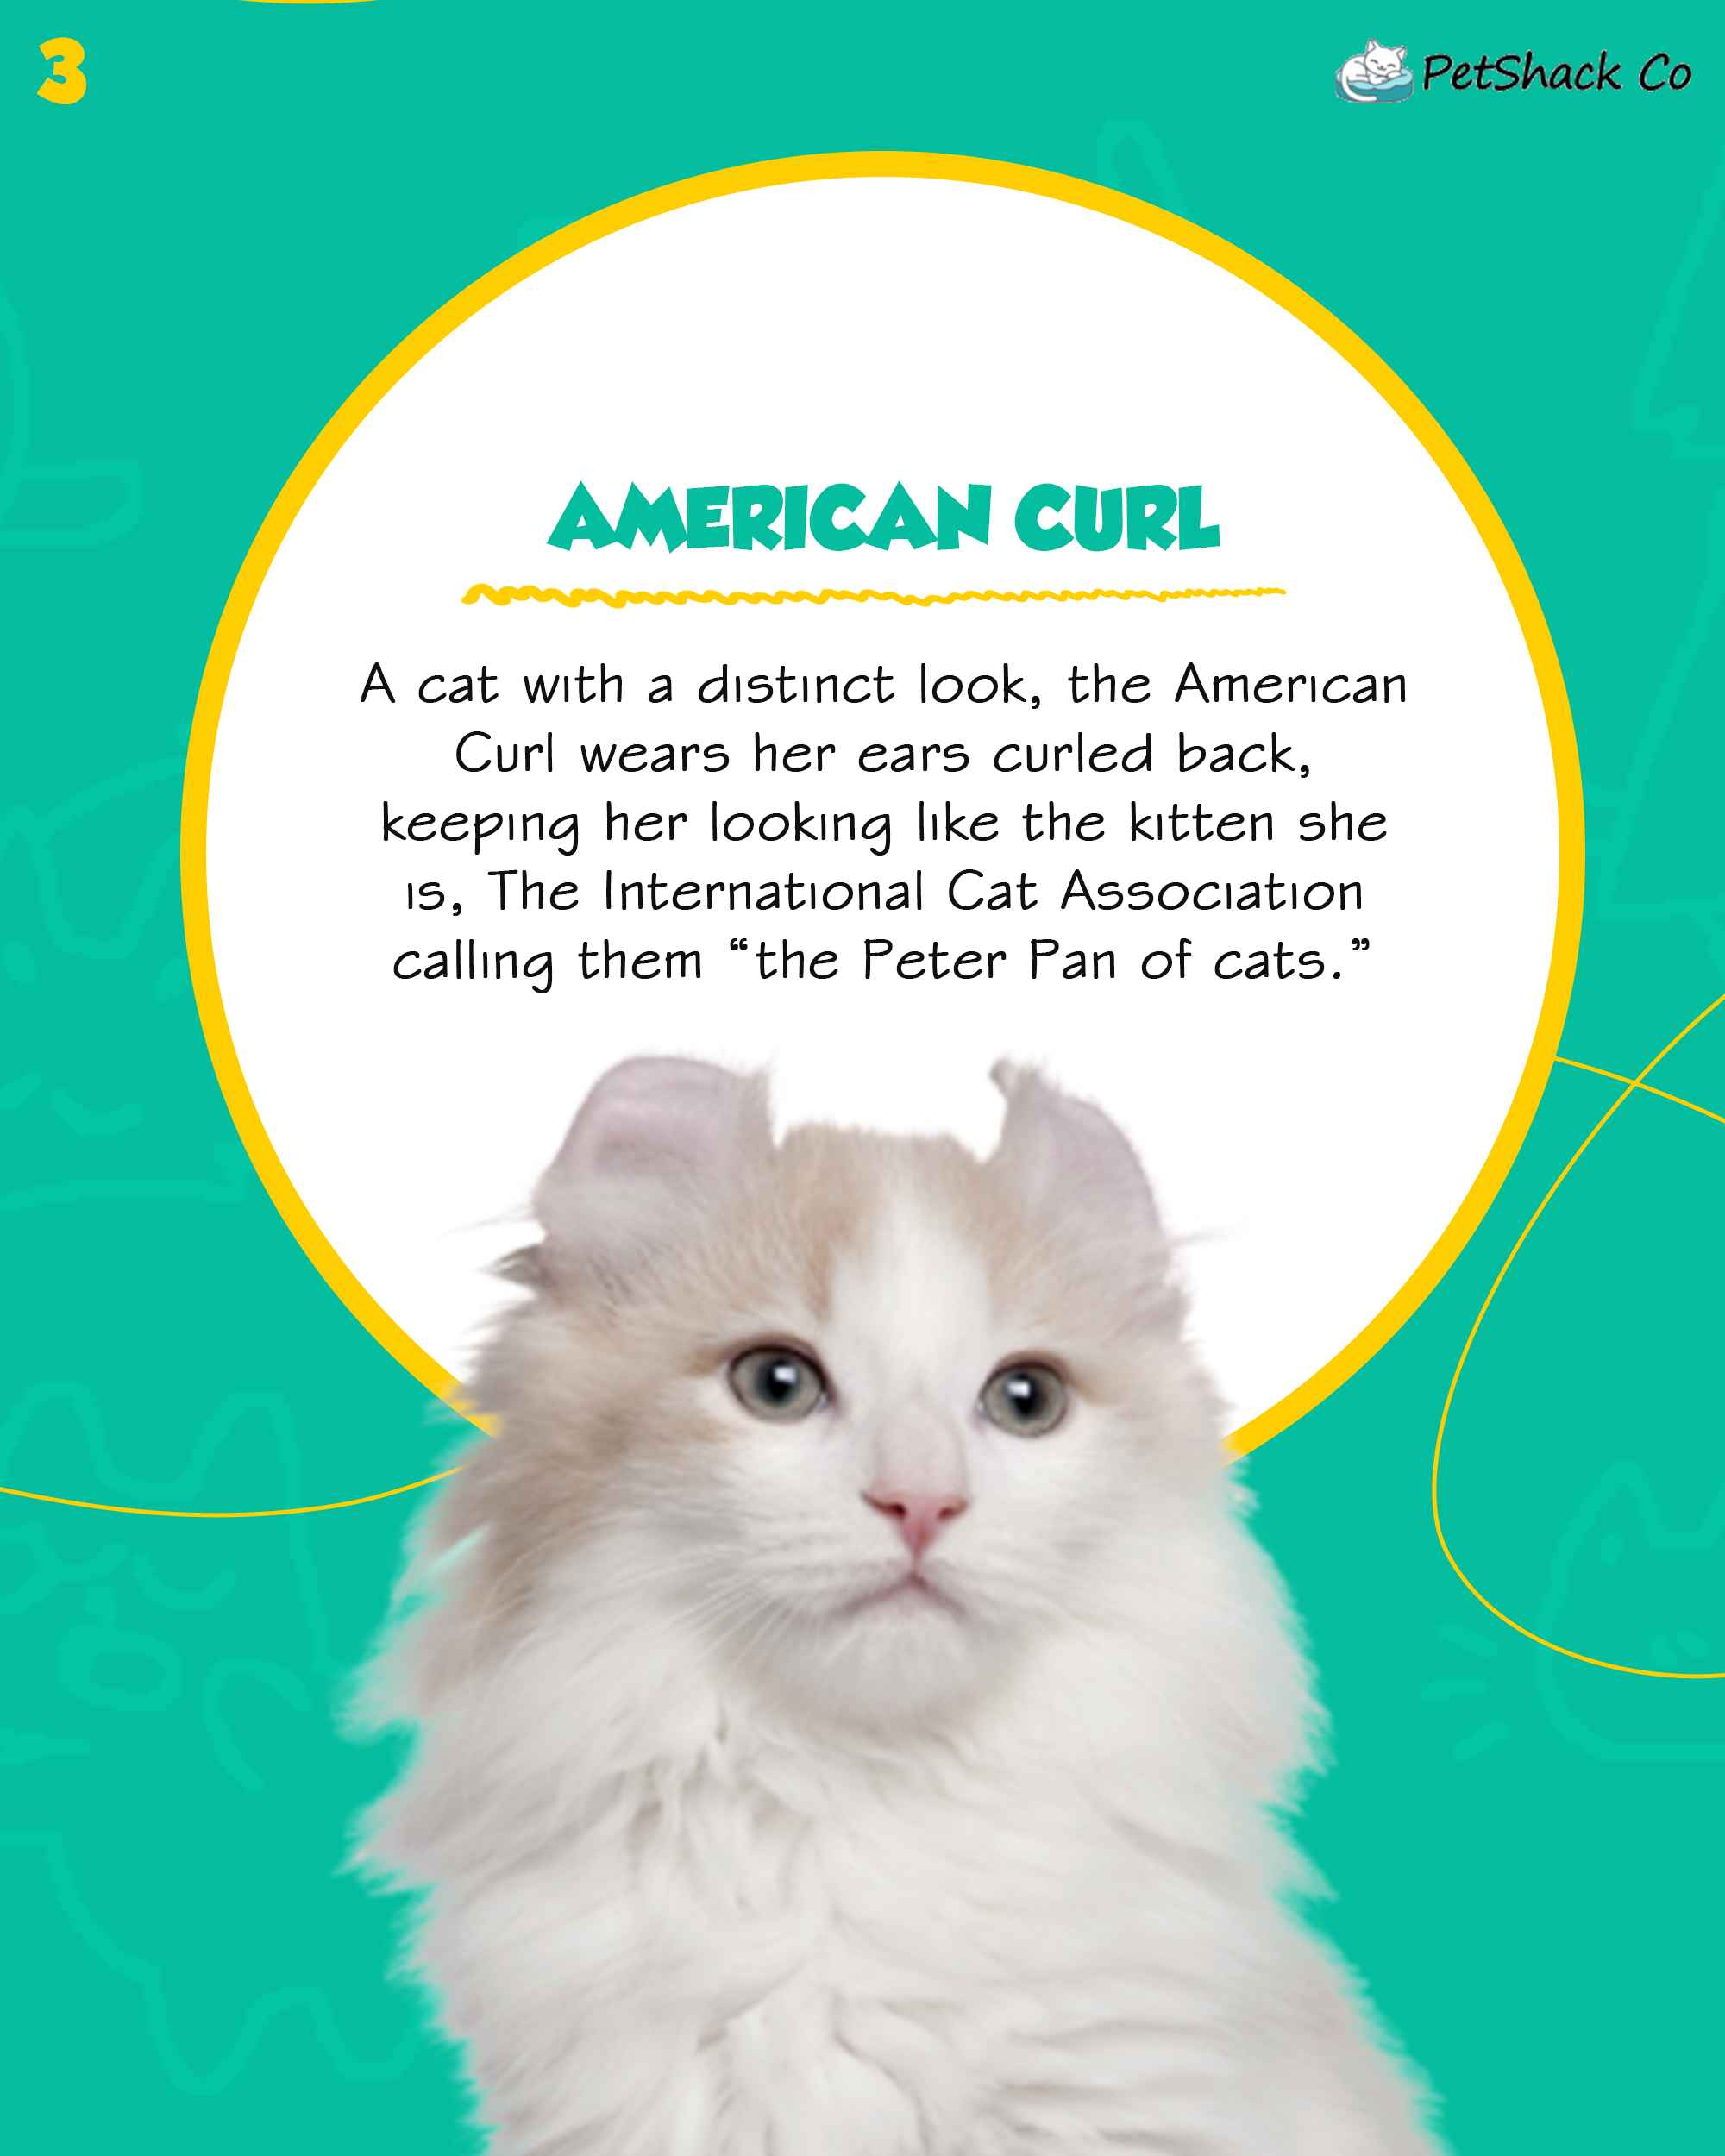 3
PetShack Co
AMERICAN CURL
A cat with a distinct look, the American
Curl wears her ears curled back,
keeping her looking like the kitten she
is, The International Cat Association
calling them “the Peter Pan of cats.”